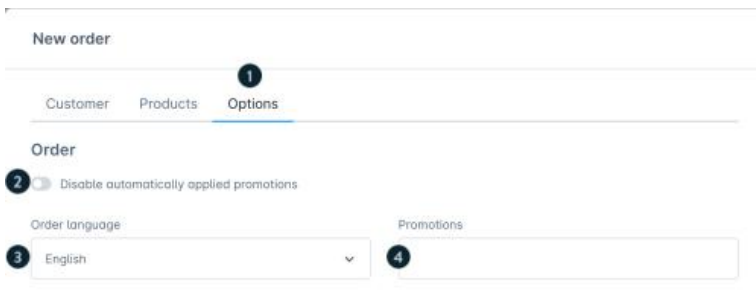 New order
1
Customer Products Options
Order
2 Disable automatically applied promotions
Order language Promotions
3 English 4